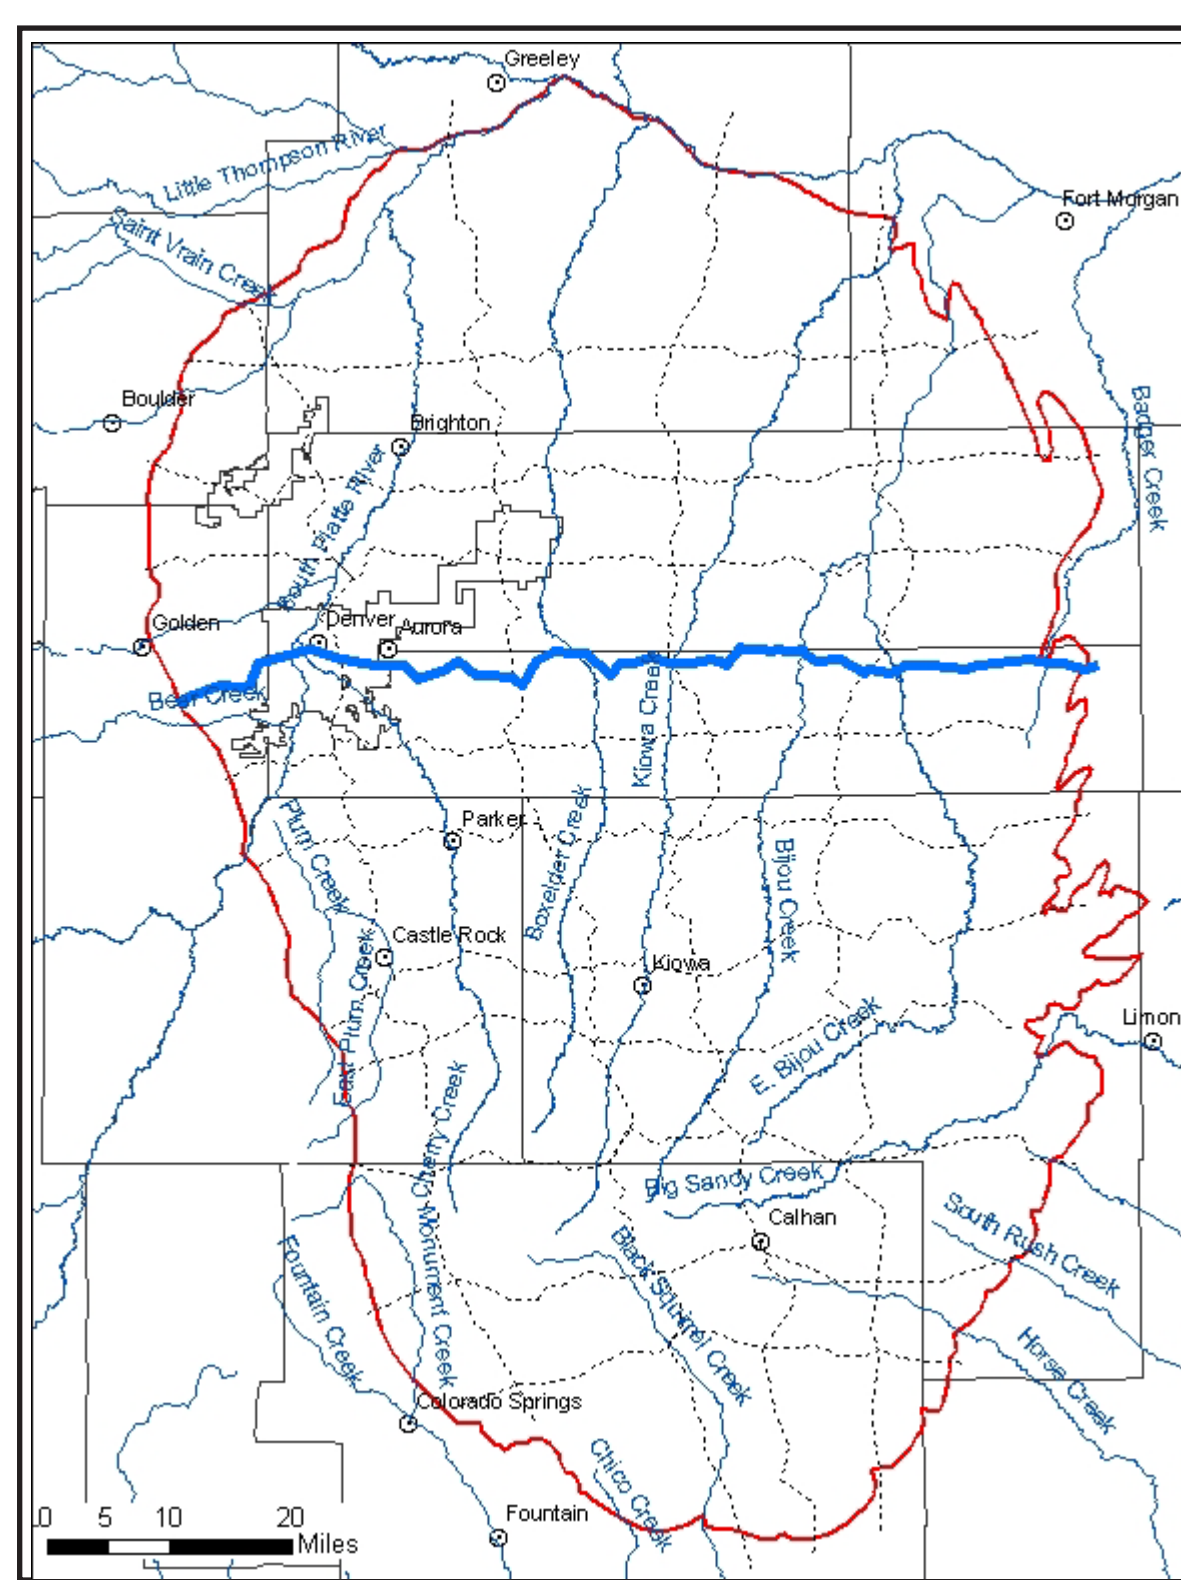 Greeley
Little Thompson River
Fort Morgan
Saint Vrain Creek
Boulder
Brighton
Badger Creek
South Platte River
Golden
Denver
Aurora
Bear Creek
Kiowa Creek
Plum Creek
Parker
Boxelder Creek
Bijou Creek
Castle Rock
East Plum Creek
Kiowa
Limon
E. Bijou Creek
Cherry Creek
Big Sandy Creek
Calhan
South Rush Creek
Fountain Creek
Monument Creek
Black Squirrel Creek
Horse Creek
Colorado Springs
Chico Creek
Fountain
0 5 10 20
Miles